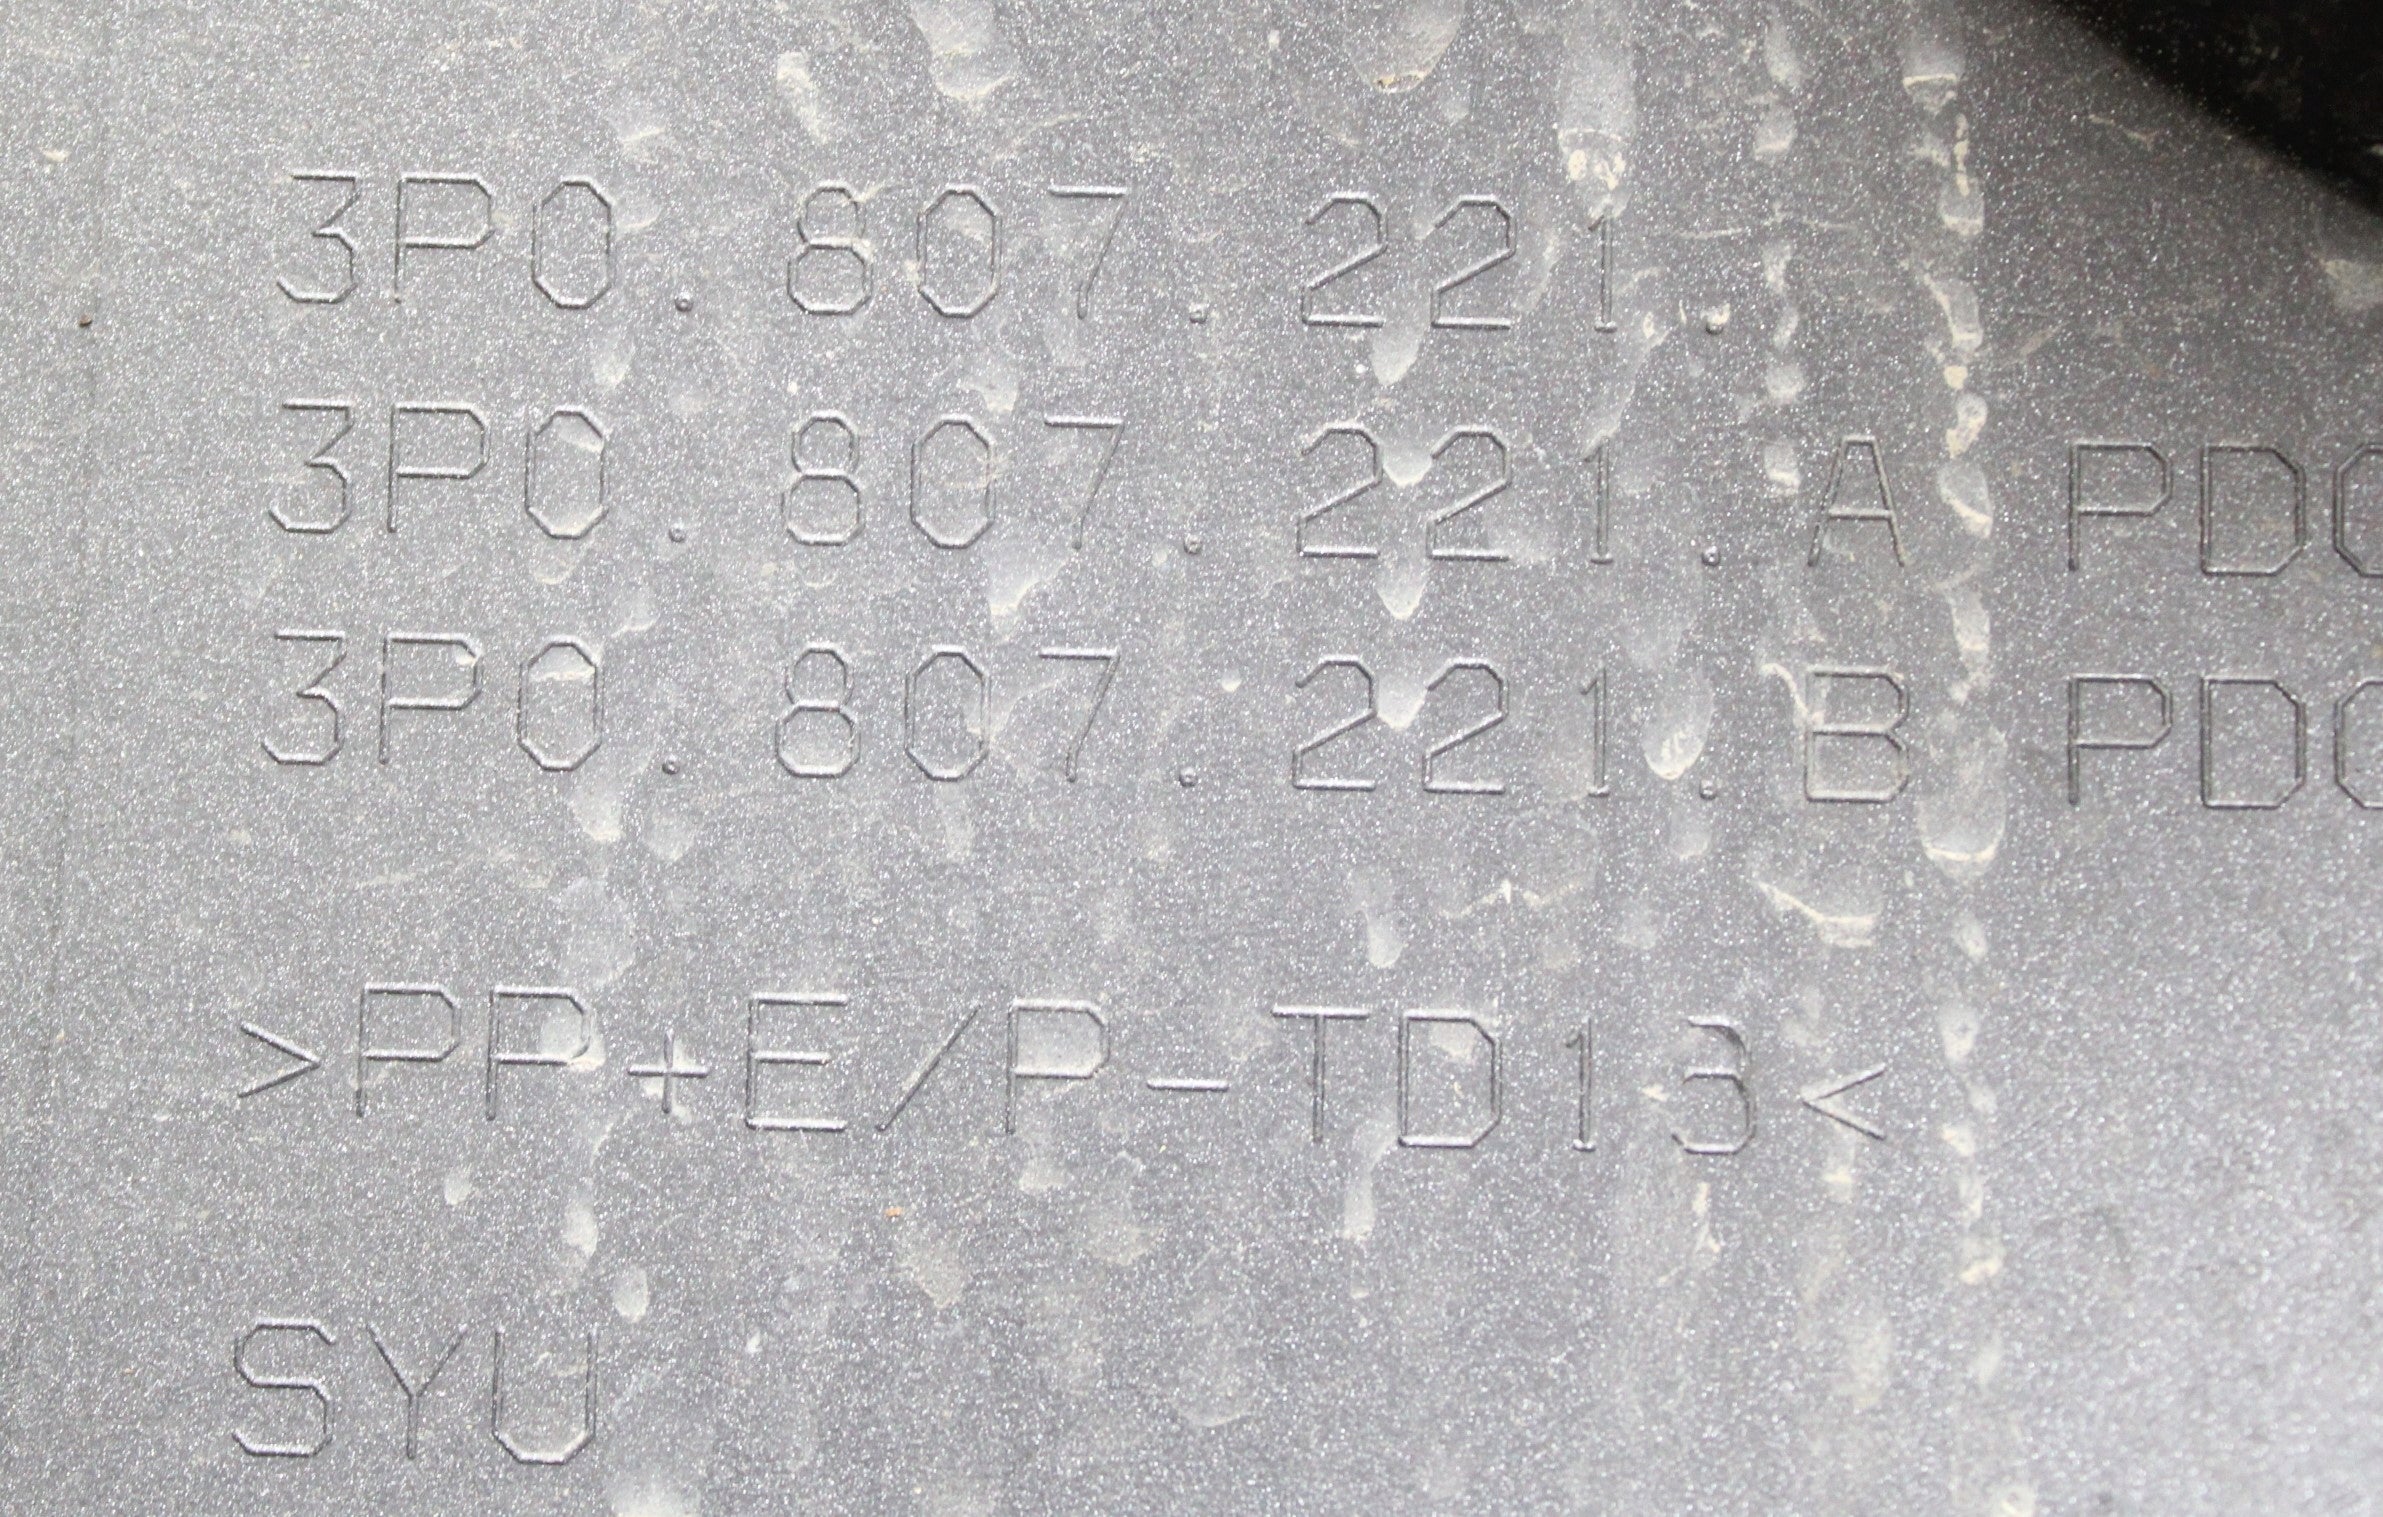 3P0.807.221.
3P0.807.221.A PDC
3P0.807.221.B PDC
>PP+E/P-TD13<
SYU